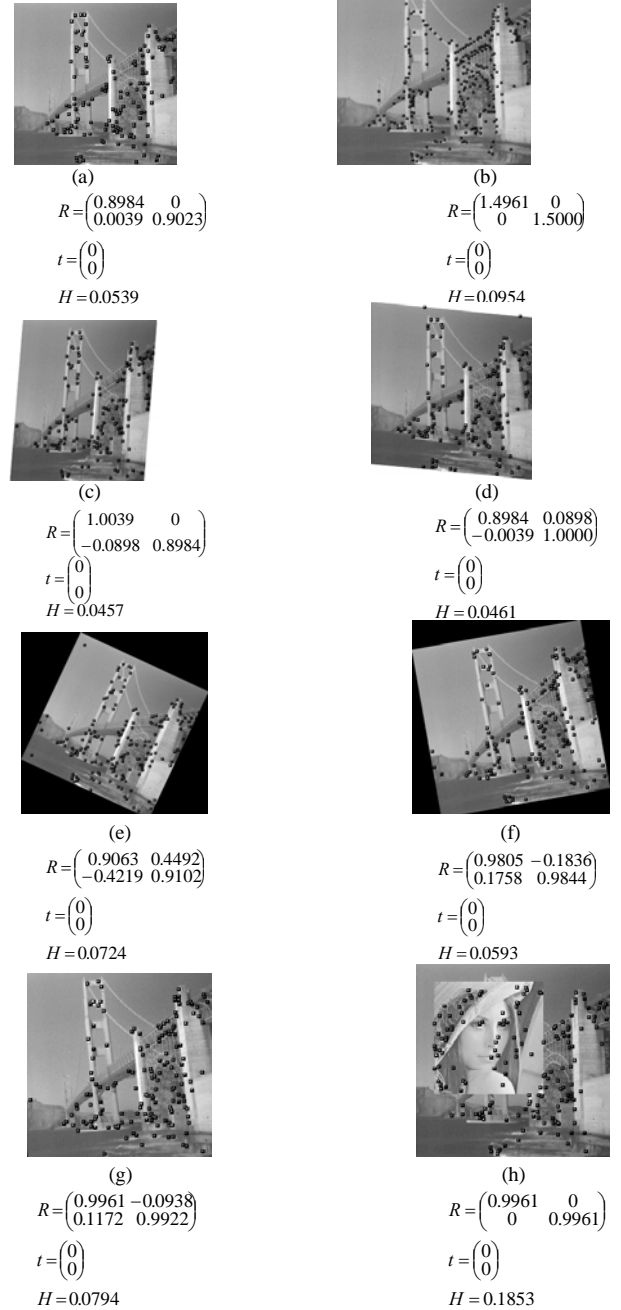 (a)
R = (0.8984 0
0.0039 0.9023)
t = (0
0)
H = 0.0539
(b)
R = (1.4961 0
0 1.5000)
t = (0
0)
H = 0.0954
(c)
R = (1.0039 0
−0.0898 0.8984)
t = (0
0)
H = 0.0457
(d)
R = (0.8984 0.0898
−0.0039 1.0000)
t = (0
0)
H = 0.0461
(e)
R = (0.9063 0.4492
−0.4219 0.9102)
t = (0
0)
H = 0.0724
(f)
R = (0.9805 −0.1836
0.1758 0.9844)
t = (0
0)
H = 0.0593
(g)
R = (0.9961 −0.0938
0.1172 0.9922)
t = (0
0)
H = 0.0794
(h)
R = (0.9961 0
0 0.9961)
t = (0
0)
H = 0.1853